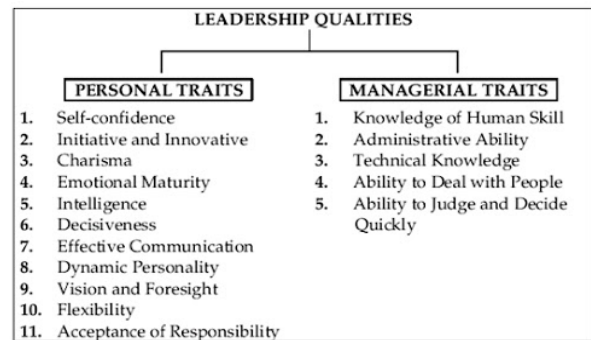 LEADERSHIP QUALITIES
PERSONAL TRAITS
1. Self-confidence
2. Initiative and Innovative
3. Charisma
4. Emotional Maturity
5. Intelligence
6. Decisiveness
7. Effective Communication
8. Dynamic Personality
9. Vision and Foresight
10. Flexibility
11. Acceptance of Responsibility
MANAGERIAL TRAITS
1. Knowledge of Human Skill
2. Administrative Ability
3. Technical Knowledge
4. Ability to Deal with People
5. Ability to Judge and Decide
Quickly